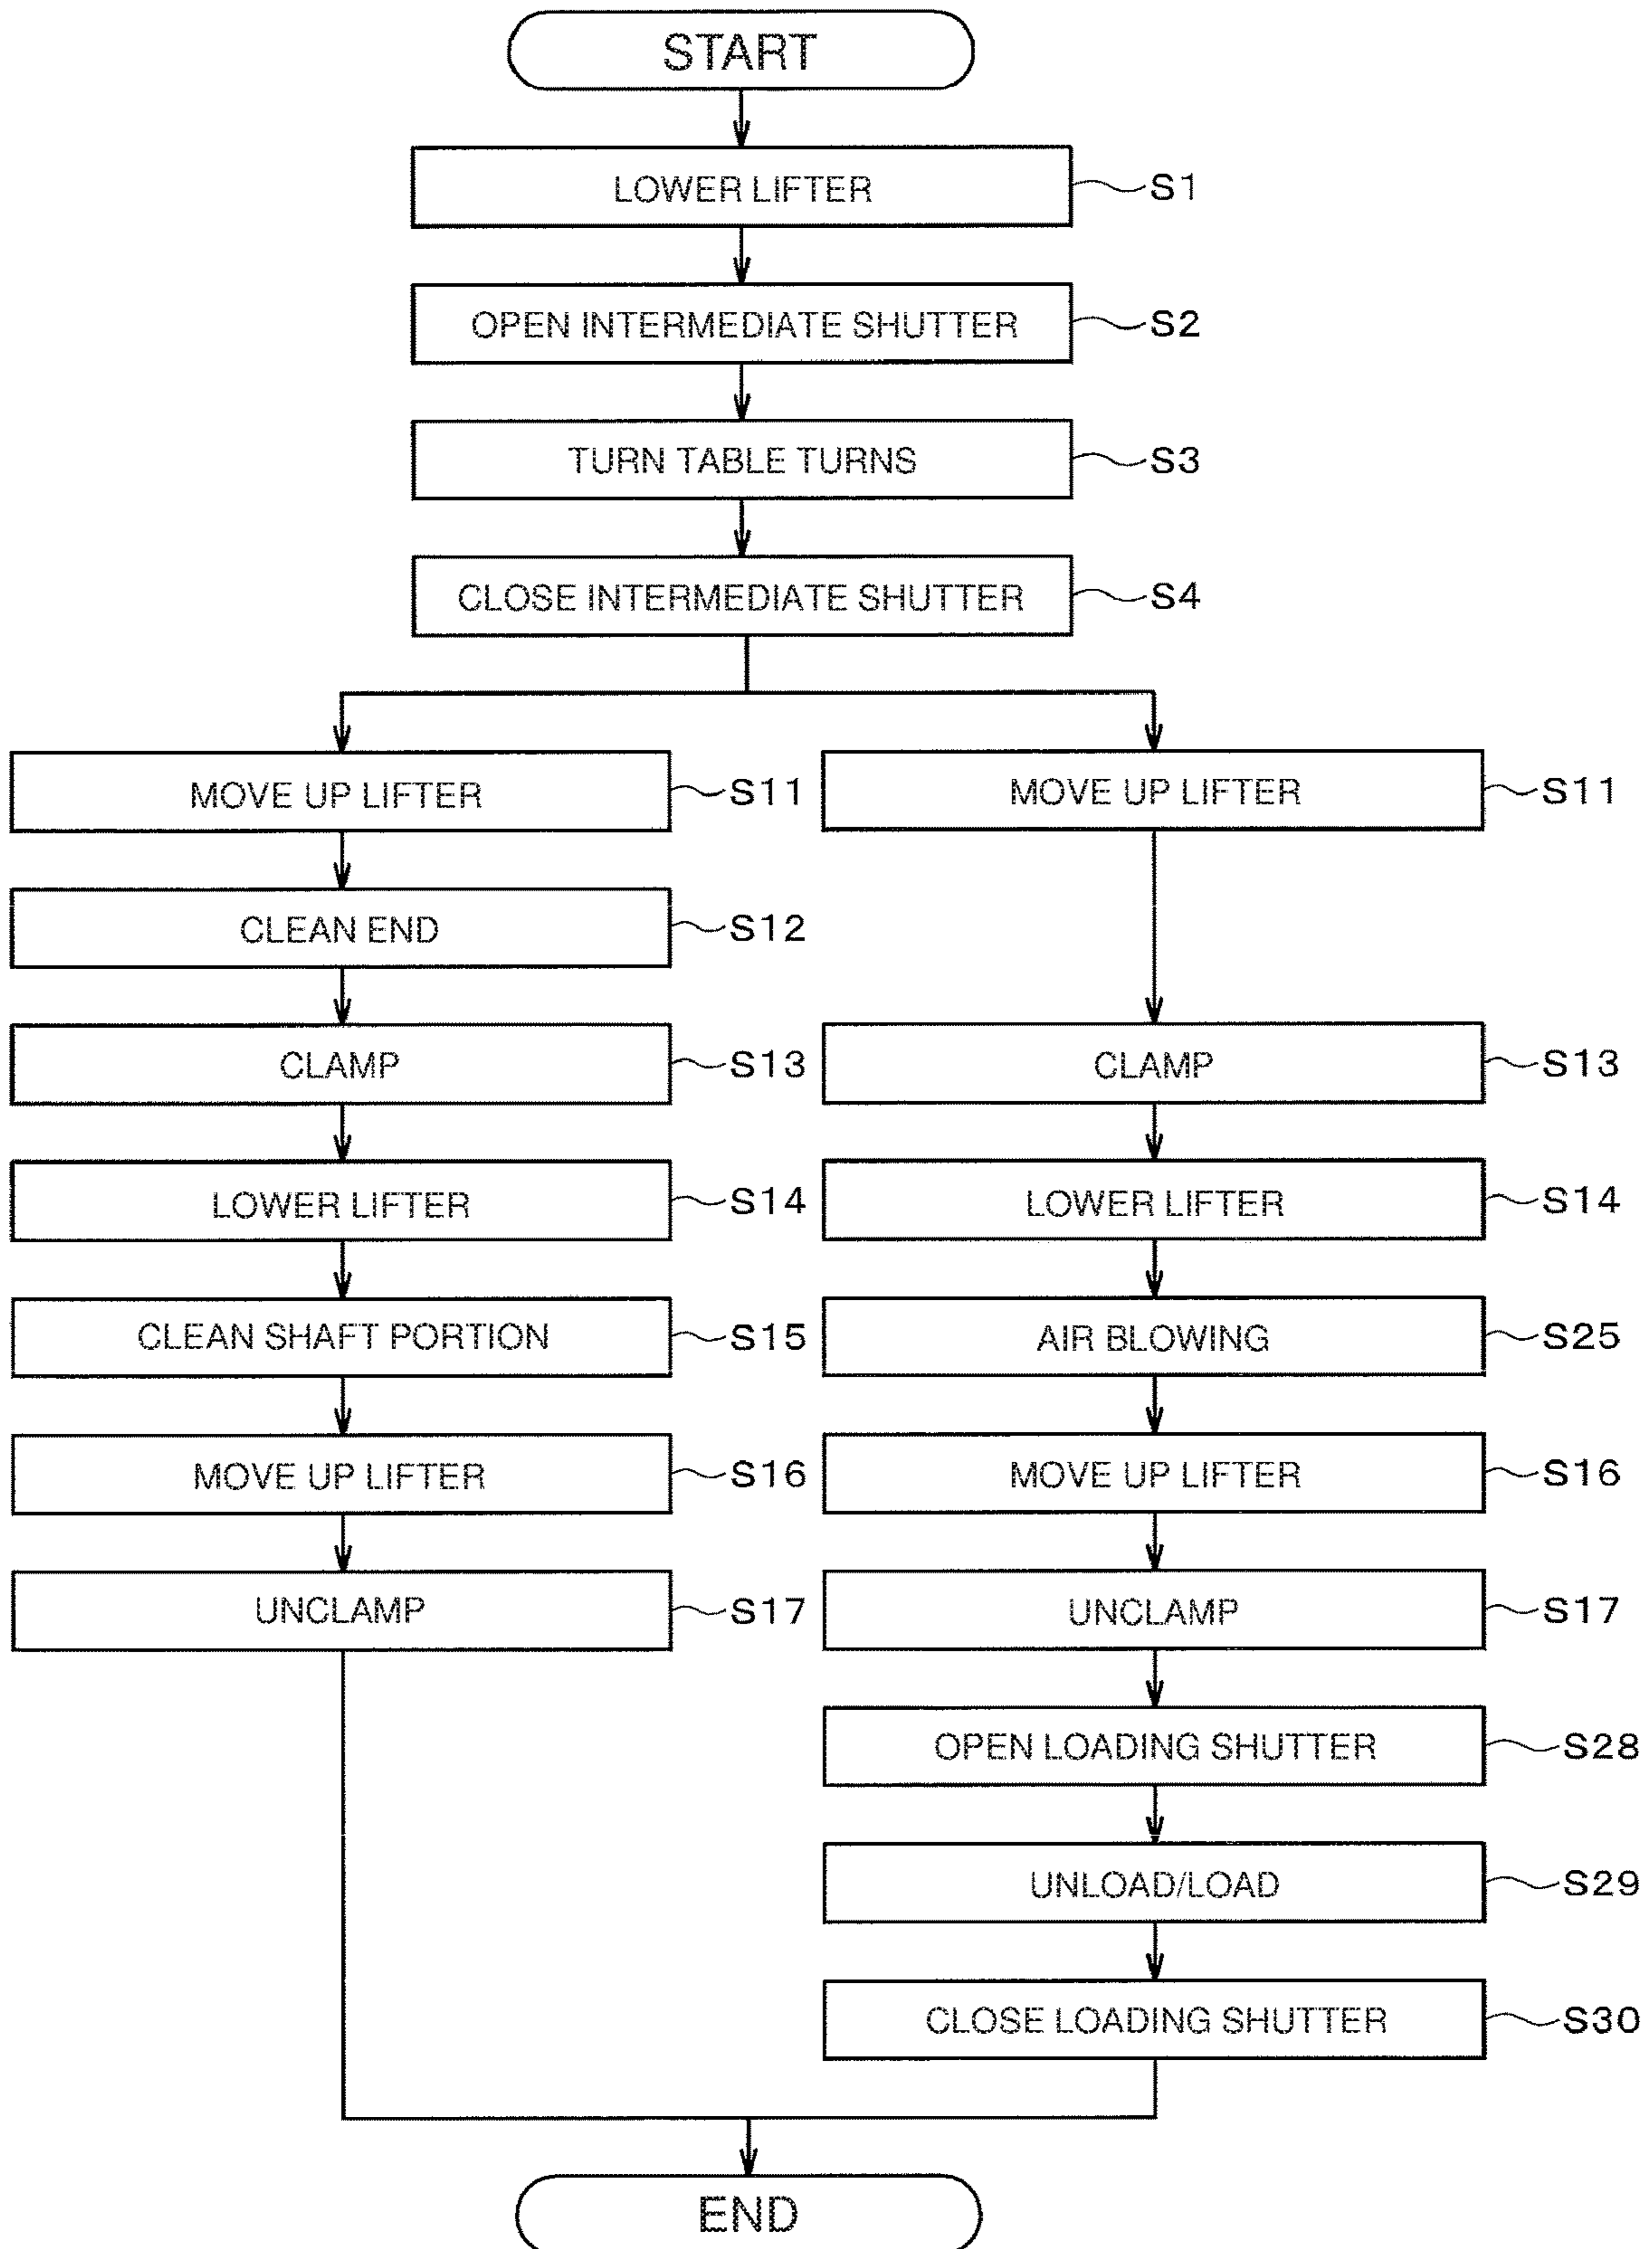 START
LOWER LIFTER S1
OPEN INTERMEDIATE SHUTTER S2
TURN TABLE TURNS S3
CLOSE INTERMEDIATE SHUTTER S4
MOVE UP LIFTER S11
CLEAN END S12
CLAMP S13
LOWER LIFTER S14
CLEAN SHAFT PORTION S15
MOVE UP LIFTER S16
UNCLAMP S17
MOVE UP LIFTER S11
CLAMP S13
LOWER LIFTER S14
AIR BLOWING S25
MOVE UP LIFTER S16
UNCLAMP S17
OPEN LOADING SHUTTER S28
UNLOAD/LOAD S29
CLOSE LOADING SHUTTER S30
END